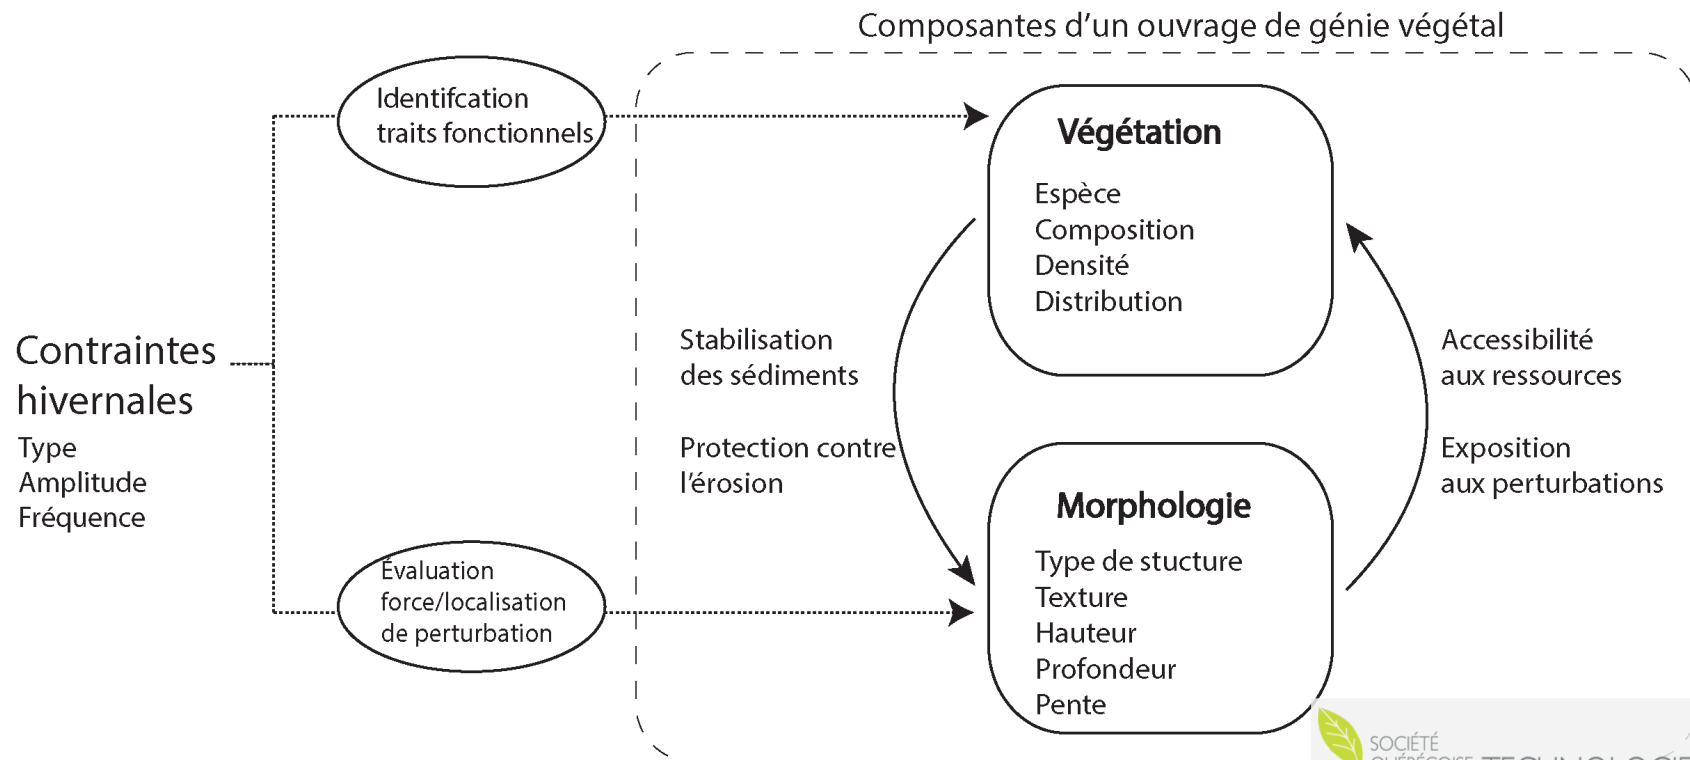 Composantes d'un ouvrage de génie végétal
Identifcation
traits fonctionnels
Végétation
Espèce
Composition
Densité
Distribution
Contraintes
hivernales
Type
Amplitude
Fréquence
Stabilisation
des sédiments
Protection contre
l'érosion
Accessibilité
aux ressources
Exposition
aux perturbations
Évaluation
force/localisation
de perturbation
Morphologie
Type de stucture
Texture
Hauteur
Profondeur
Pente
SOCIÉTÉ